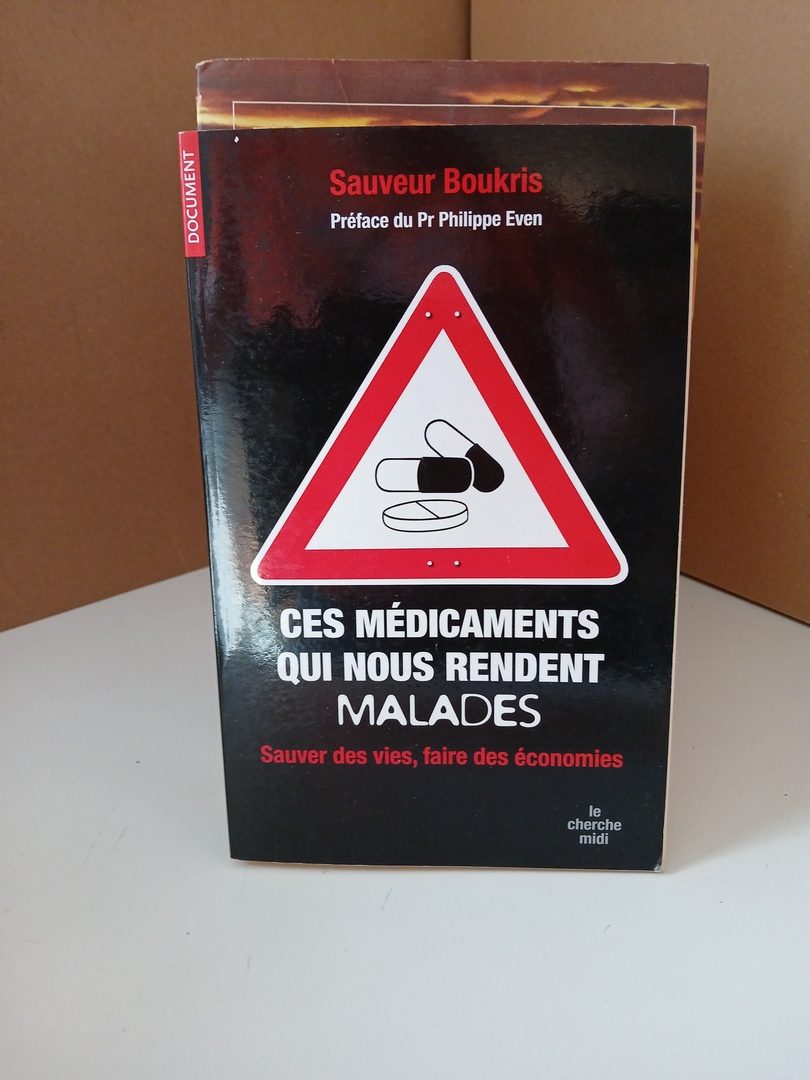 DOCUMENT
Sauveur Boukris
Préface du Pr Philippe Even
CES MÉDICAMENTS
QUI NOUS RENDENT
MALADES
Sauver des vies, faire des économies
le
cherche
midi